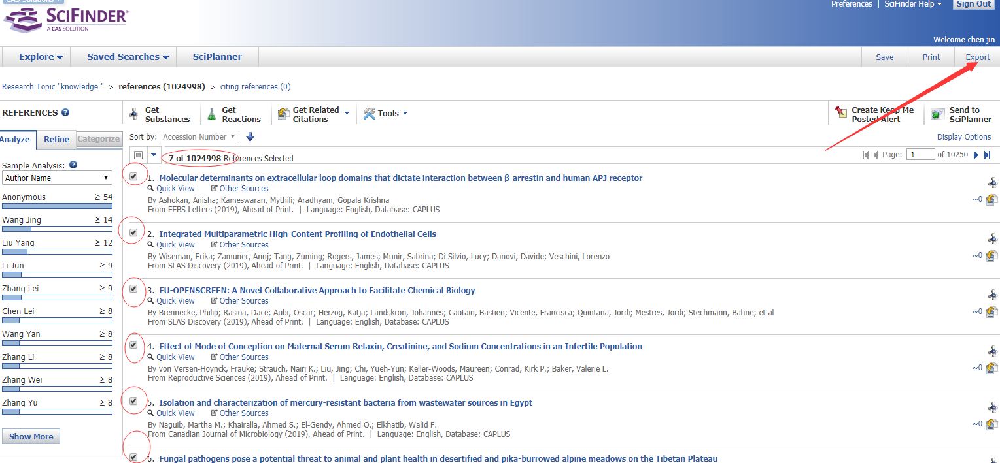 CAS Solutions
Preferences | SciFinder Help
Sign Out
SCIFINDER®
A CAS SOLUTION
Welcome chen jin
Explore
Saved Searches
SciPlanner
Save
Print
Export
Research Topic "knowledge " > references (1024998) > citing references (0)
REFERENCES
Get Substances
Get Reactions
Get Related Citations
Tools
Create Keep Me Posted Alert
Send to SciPlanner
Analyze
Refine
Categorize
Sort by: Accession Number
Display Options
7 of 1024998 References Selected
Page: 1 of 10250
Sample Analysis:
Author Name
Anonymous ≥ 54
Wang Jing ≥ 14
Liu Yang ≥ 12
Li Jun ≥ 9
Zhang Lei ≥ 9
Chen Lei ≥ 8
Wang Yan ≥ 8
Zhang Li ≥ 8
Zhang Wei ≥ 8
Zhang Yu ≥ 8
Show More
1. Molecular determinants on extracellular loop domains that dictate interaction between β-arrestin and human APJ receptor
Quick View Other Sources
By Ashokan, Anisha; Kameswaran, Mythili; Aradhyam, Gopala Krishna
~0
From FEBS Letters (2019), Ahead of Print. | Language: English, Database: CAPLUS
2. Integrated Multiparametric High-Content Profiling of Endothelial Cells
Quick View Other Sources
By Wiseman, Erika; Zamuner, Annj; Tang, Zuming; Rogers, James; Munir, Sabrina; Di Silvio, Lucy; Danovi, Davide; Veschini, Lorenzo
~0
From SLAS Discovery (2019), Ahead of Print. | Language: English, Database: CAPLUS
3. EU-OPENSCREEN: A Novel Collaborative Approach to Facilitate Chemical Biology
Quick View Other Sources
By Brennecke, Philip; Rasina, Dace; Aubi, Oscar; Herzog, Katja; Landskron, Johannes; Cautain, Bastien; Vicente, Francisca; Quintana, Jordi; Mestres, Jordi; Stechmann, Bahne; et al
~0
From SLAS Discovery (2019), Ahead of Print. | Language: English, Database: CAPLUS
4. Effect of Mode of Conception on Maternal Serum Relaxin, Creatinine, and Sodium Concentrations in an Infertile Population
Quick View Other Sources
By von Versen-Hoynck, Frauke; Strauch, Nairi K.; Liu, Jing; Chi, Yueh-Yun; Keller-Woods, Maureen; Conrad, Kirk P.; Baker, Valerie L.
~0
From Reproductive Sciences (2019), Ahead of Print. | Language: English, Database: CAPLUS
5. Isolation and characterization of mercury-resistant bacteria from wastewater sources in Egypt
Quick View Other Sources
By Naguib, Martha M.; Khairalla, Ahmed S.; El-Gendy, Ahmed O.; Elkhatib, Walid F.
~0
From Canadian Journal of Microbiology (2019), Ahead of Print. | Language: English, Database: CAPLUS
6. Fungal pathogens pose a potential threat to animal and plant health in desertified and pika-burrowed alpine meadows on the Tibetan Plateau